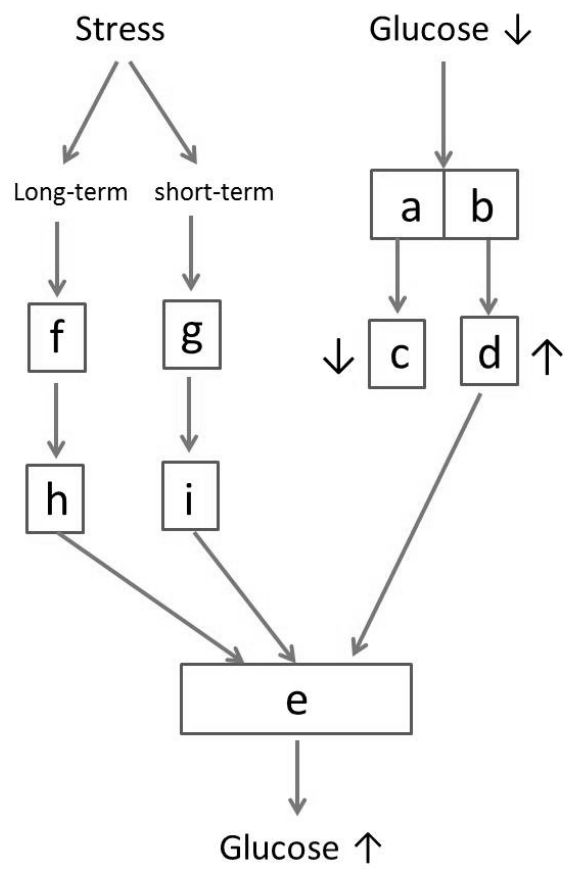 Stress
Glucose ↓
Long-term
short-term
a
b
f
g
↓
c
d
↑
h
i
e
Glucose ↑